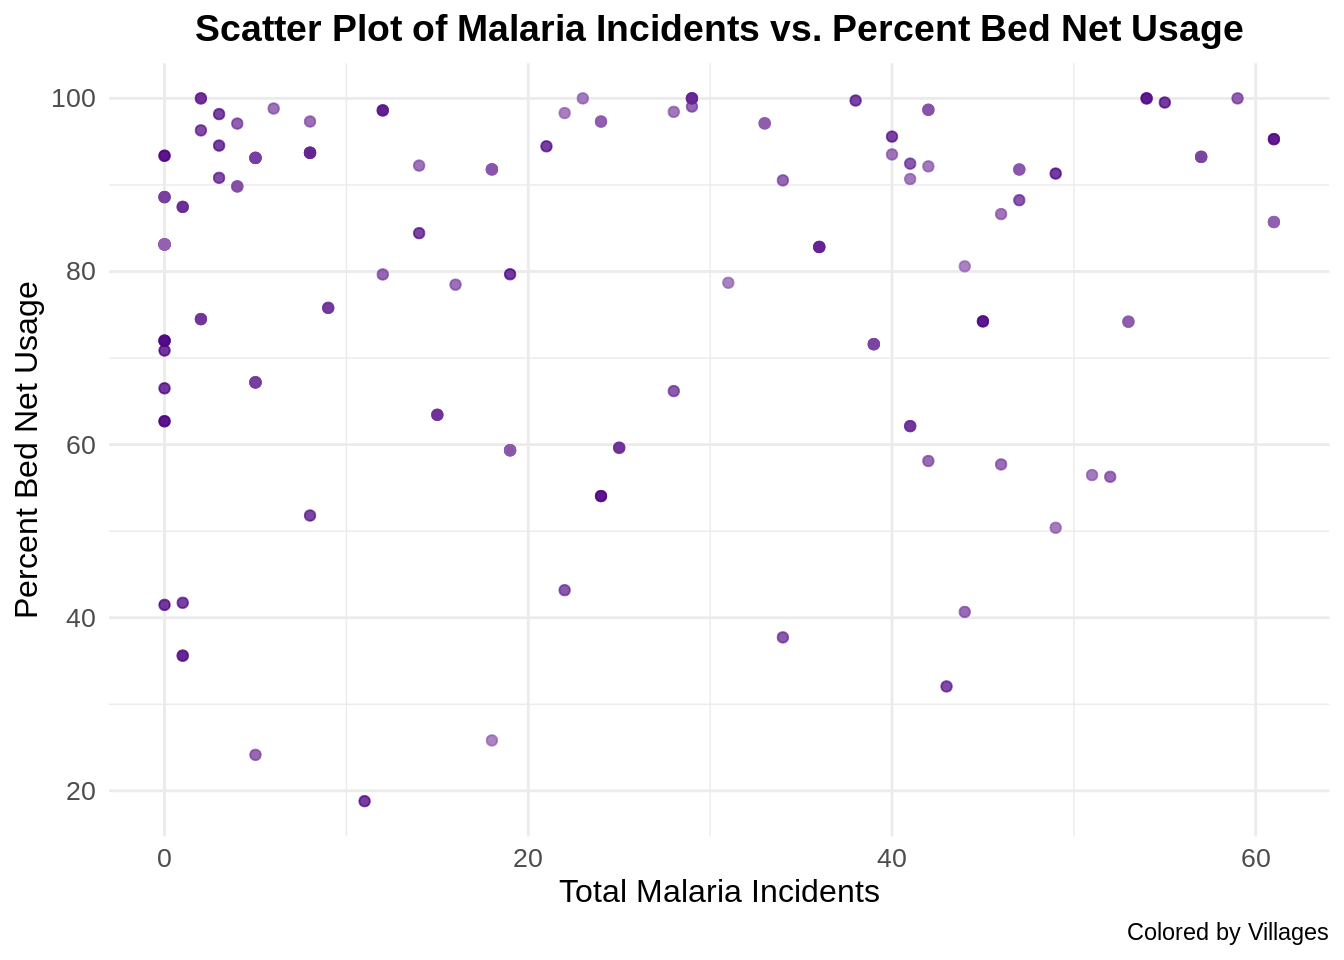 Scatter Plot of Malaria Incidents vs. Percent Bed Net Usage
100
80
60
40
20
Percent Bed Net Usage
0 20 40 60
Total Malaria Incidents
Colored by Villages